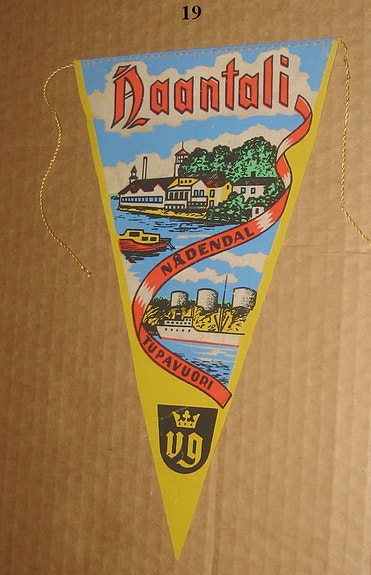 19
Naantali
NÅDENDAL
TUPAVUORI
vg